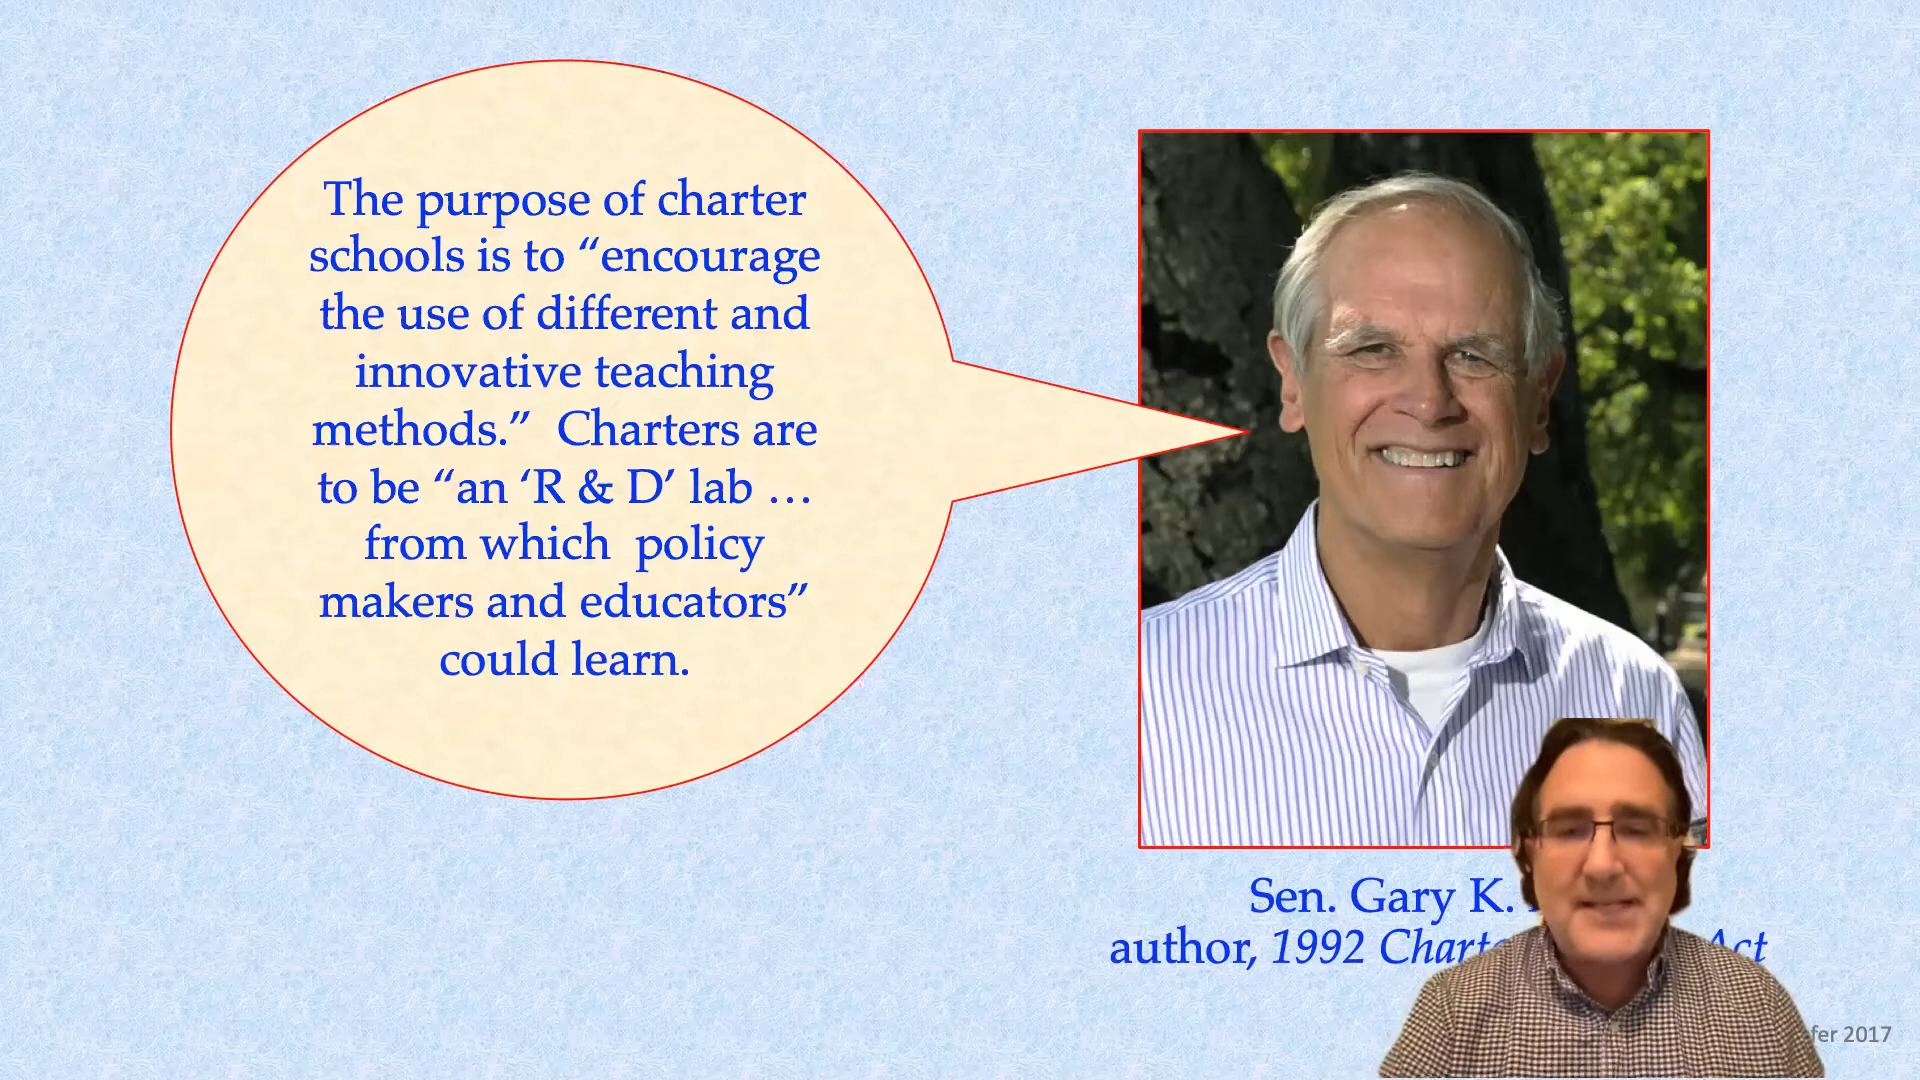 The purpose of charter
schools is to “encourage
the use of different and
innovative teaching
methods.” Charters are
to be “an ‘R & D’ lab …
from which policy
makers and educators”
could learn.
Sen. Gary K.
author, 1992 Act
2017